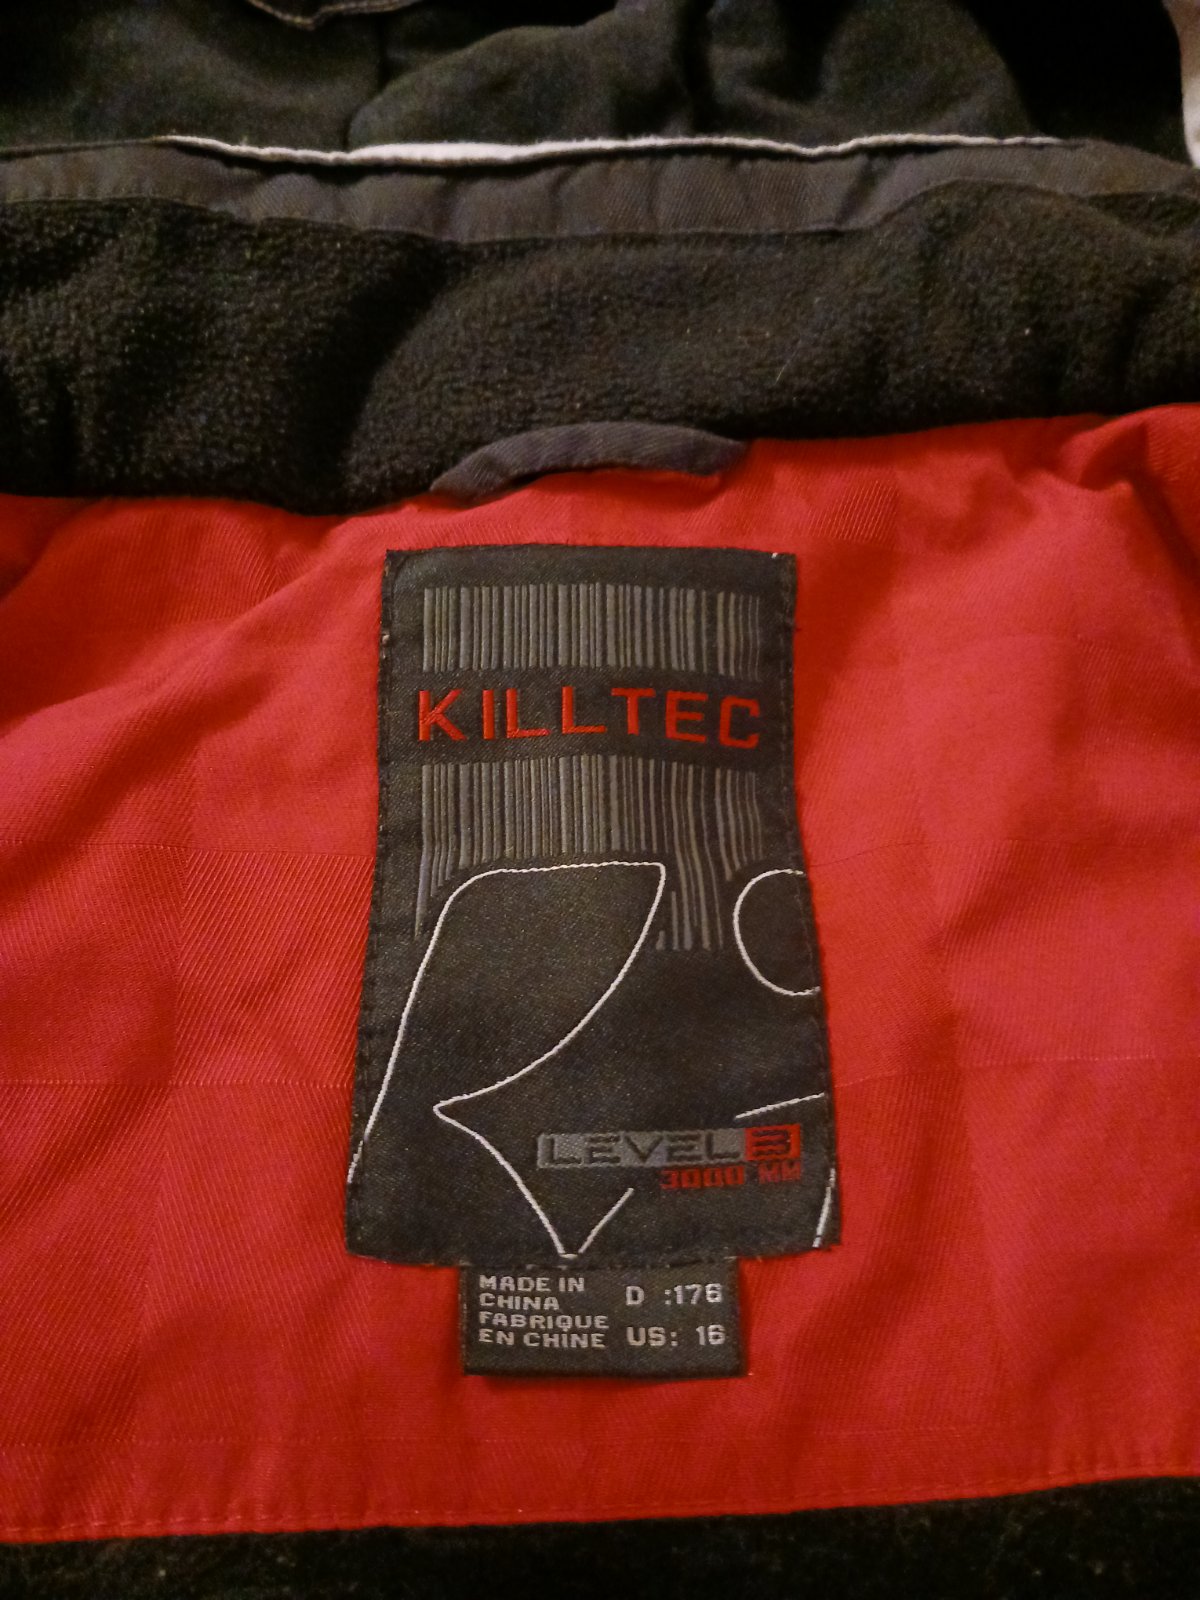 KILLTEC
LEVEL 3
3000 MM
MADE IN
CHINA
FABRIQUE
EN CHINE
D :176
US: 16